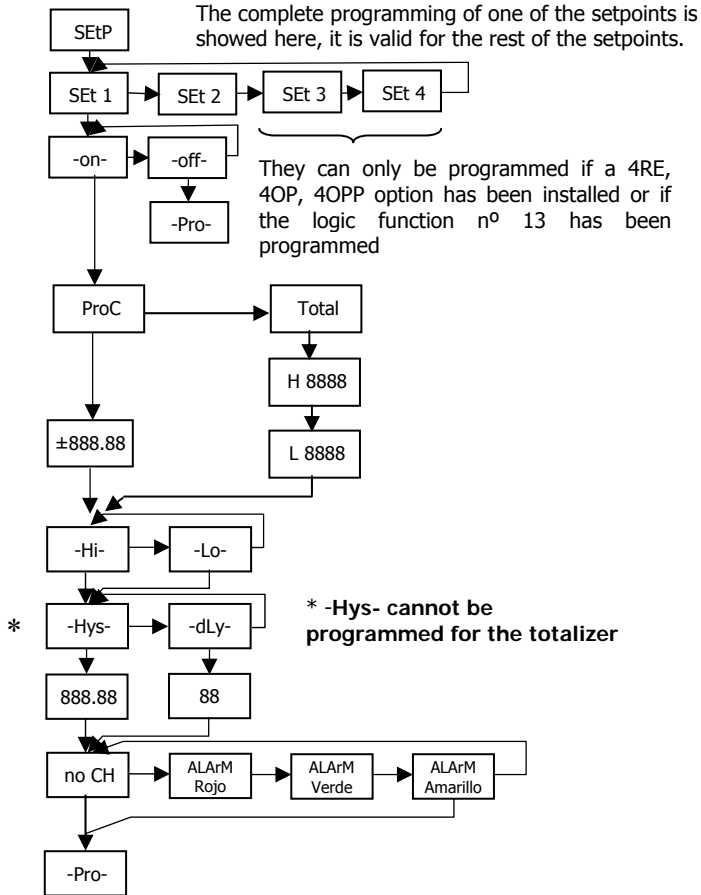 The complete programming of one of the setpoints is
showed here, it is valid for the rest of the setpoints.
SEtP
SEt 1
SEt 2
SEt 3
SEt 4
-on-
-off-
They can only be programmed if a 4RE,
4OP, 4OPP option has been installed or if
the logic function nº 13 has been
programmed
-Pro-
ProC
Total
H 8888
±888.88
L 8888
-Hi-
-Lo-
*
-Hys-
-dLy-
* -Hys- cannot be
programmed for the totalizer
888.88
88
no CH
ALArM
Rojo
ALArM
Verde
ALArM
Amarillo
-Pro-